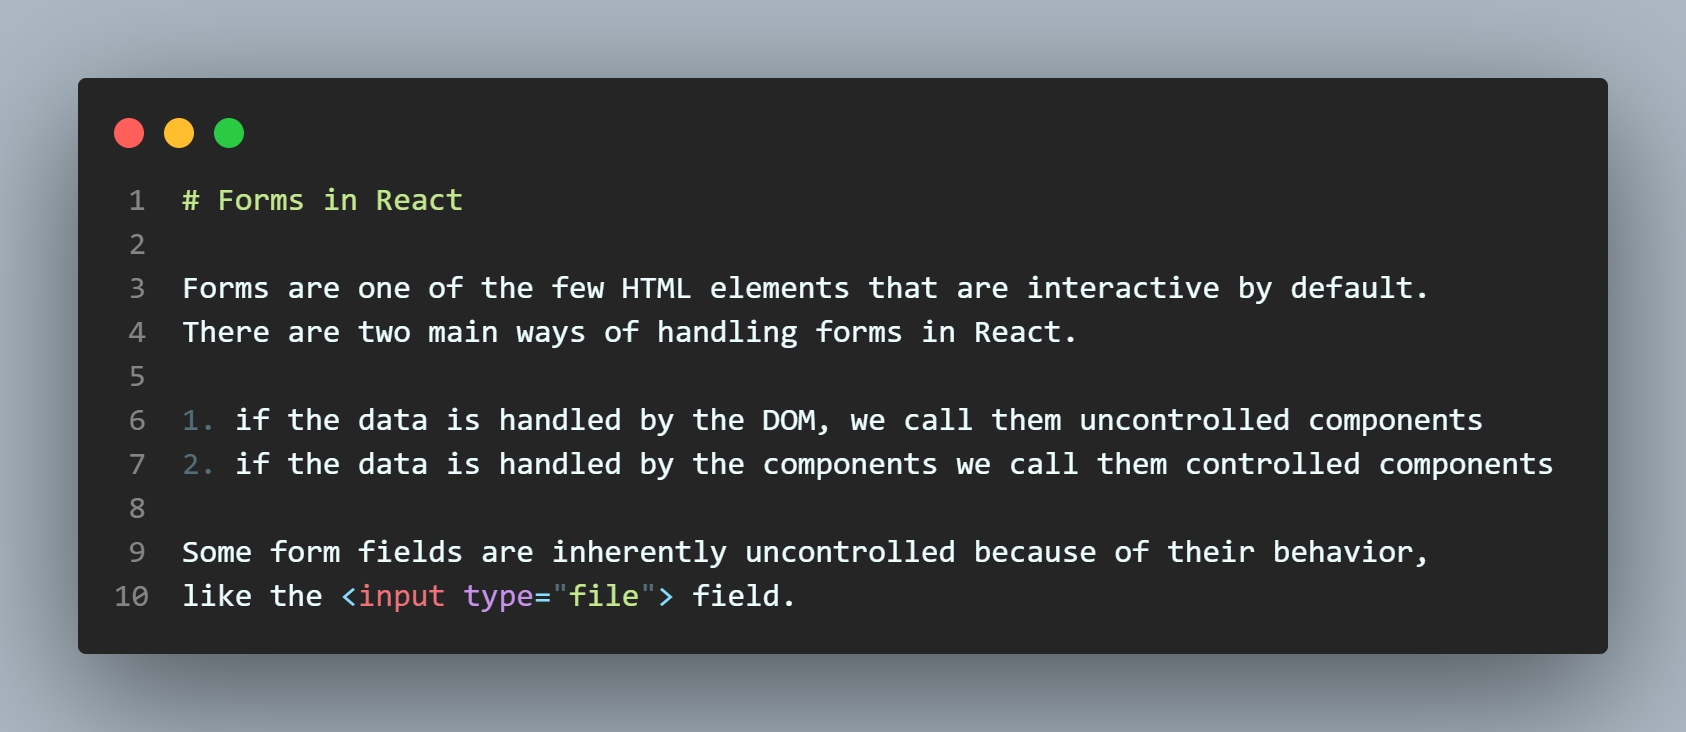 1 # Forms in React
2
3 Forms are one of the few HTML elements that are interactive by default.
4 There are two main ways of handling forms in React.
5
6 1. if the data is handled by the DOM, we call them uncontrolled components
7 2. if the data is handled by the components we call them controlled components
8
9 Some form fields are inherently uncontrolled because of their behavior,
10 like the <input type="file"> field.